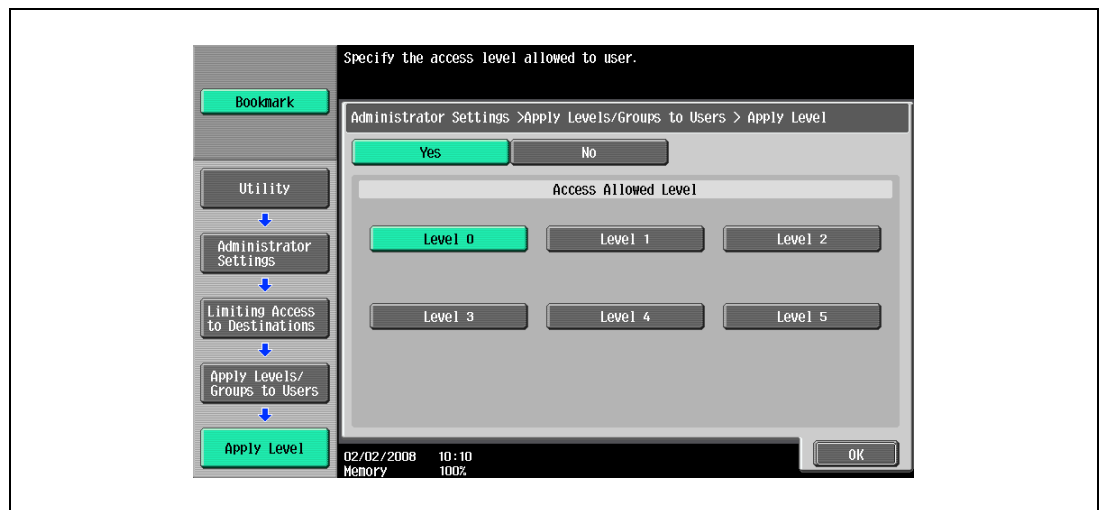 Specify the access level allowed to user.
Bookmark
Administrator Settings >Apply Levels/Groups to Users > Apply Level
Yes
No
Utility
Access Allowed Level
Administrator
Settings
Level 0
Level 1
Level 2
Limiting Access
to Destinations
Level 3
Level 4
Level 5
Apply Levels/
Groups to Users
Apply Level
02/02/2008 10:10
Memory 100%
OK